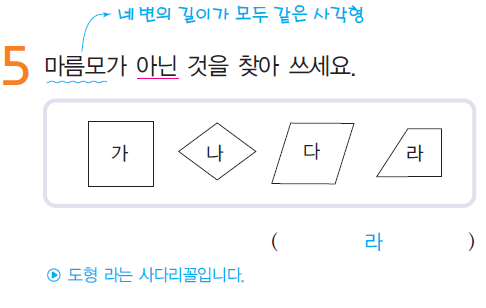 네 변의 길이가 모두 같은 사각형
5 마름모가 아닌 것을 찾아 쓰세요.
가 나 다 라
( 라 )
도형 라는 사다리꼴입니다.